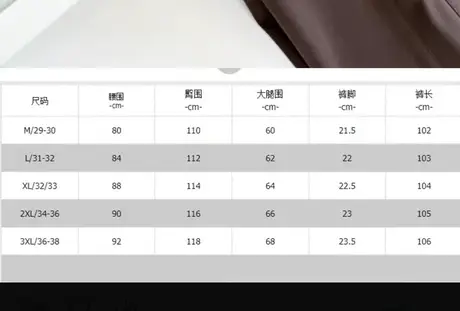 尺码 腰围 臀围 大腿围 裤脚 裤长
-cm- -cm- -cm- -cm- -cm-
M/29-30 80 110 60 21.5 102
L/31-32 84 112 62 22 103
XL/32/33 88 114 64 22.5 104
2XL/34-36 90 116 66 23 105
3XL/36-38 92 118 68 23.5 106